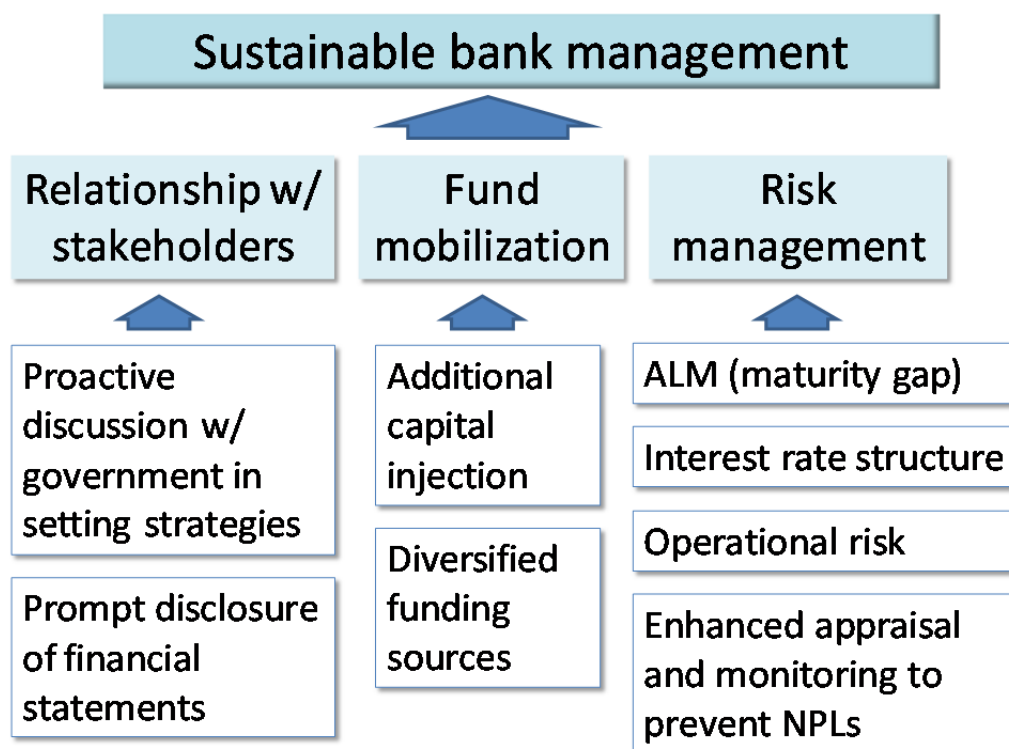 Sustainable bank management
Relationship w/
stakeholders
Fund
mobilization
Risk
management
Proactive
discussion w/
government in
setting strategies
Prompt disclosure
of financial
statements
Additional
capital
injection
Diversified
funding
sources
ALM (maturity gap)
Interest rate structure
Operational risk
Enhanced appraisal
and monitoring to
prevent NPLs